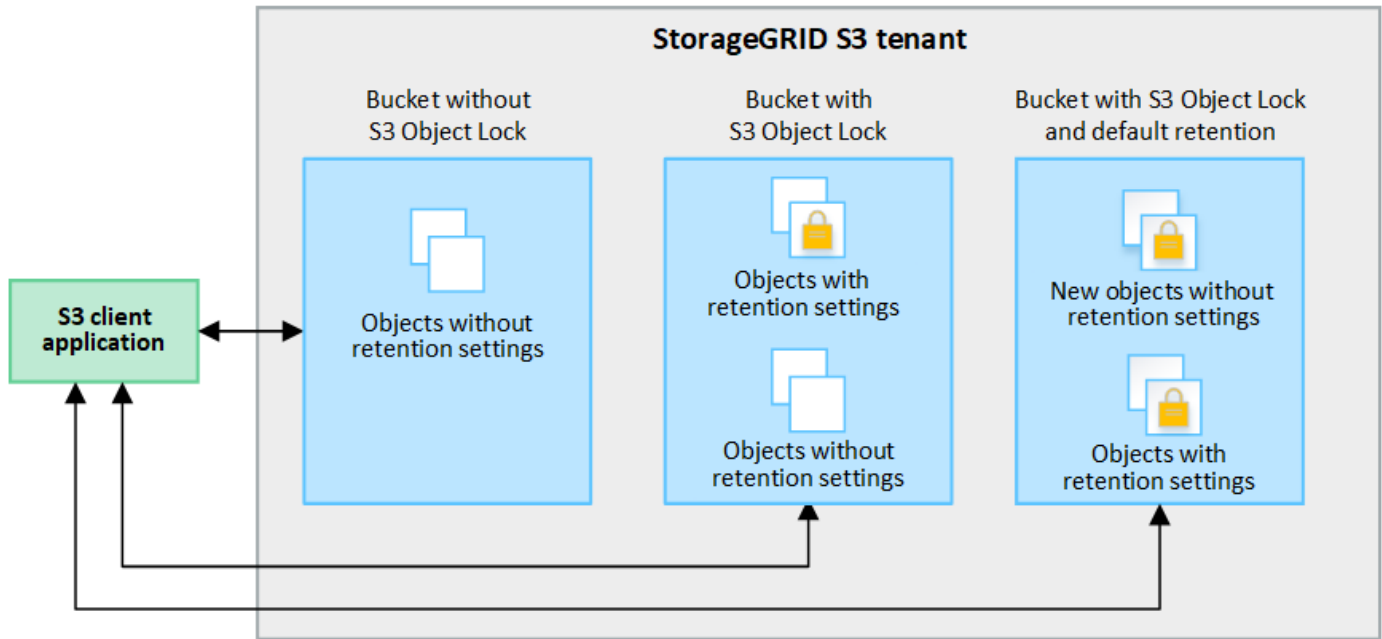 StorageGRID S3 tenant
Bucket without
S3 Object Lock
Objects without
retention settings
Bucket with
S3 Object Lock
Objects with
retention settings
Objects without
retention settings
Bucket with S3 Object Lock
and default retention
New objects without
retention settings
Objects with
retention settings
S3 client
application